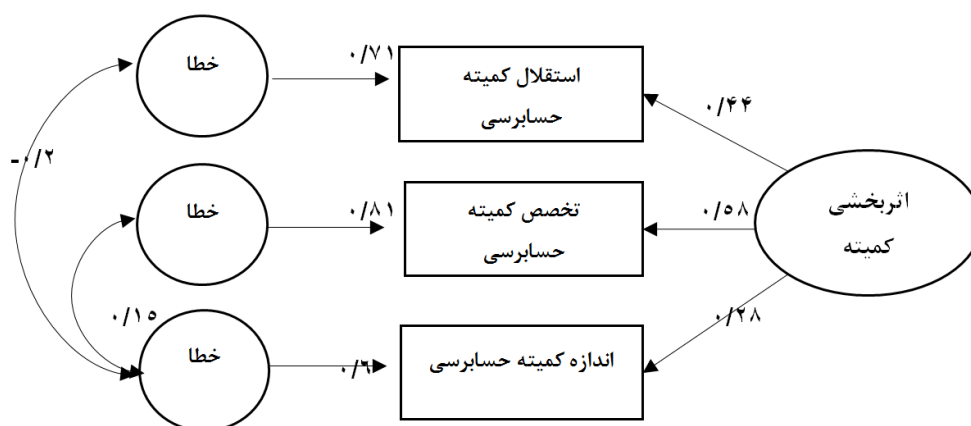 خطا
۰/۷۱
استقلال کمیته
حسابرسی
۰/۴۴
-۰/۲
خطا
۰/۸۱
تخصص کمیته
حسابرسی
۰/۵۸
اثربخشی
کمیته
۰/۱۵
خطا
۰/۶
اندازه کمیته حسابرسی
۰/۲۸